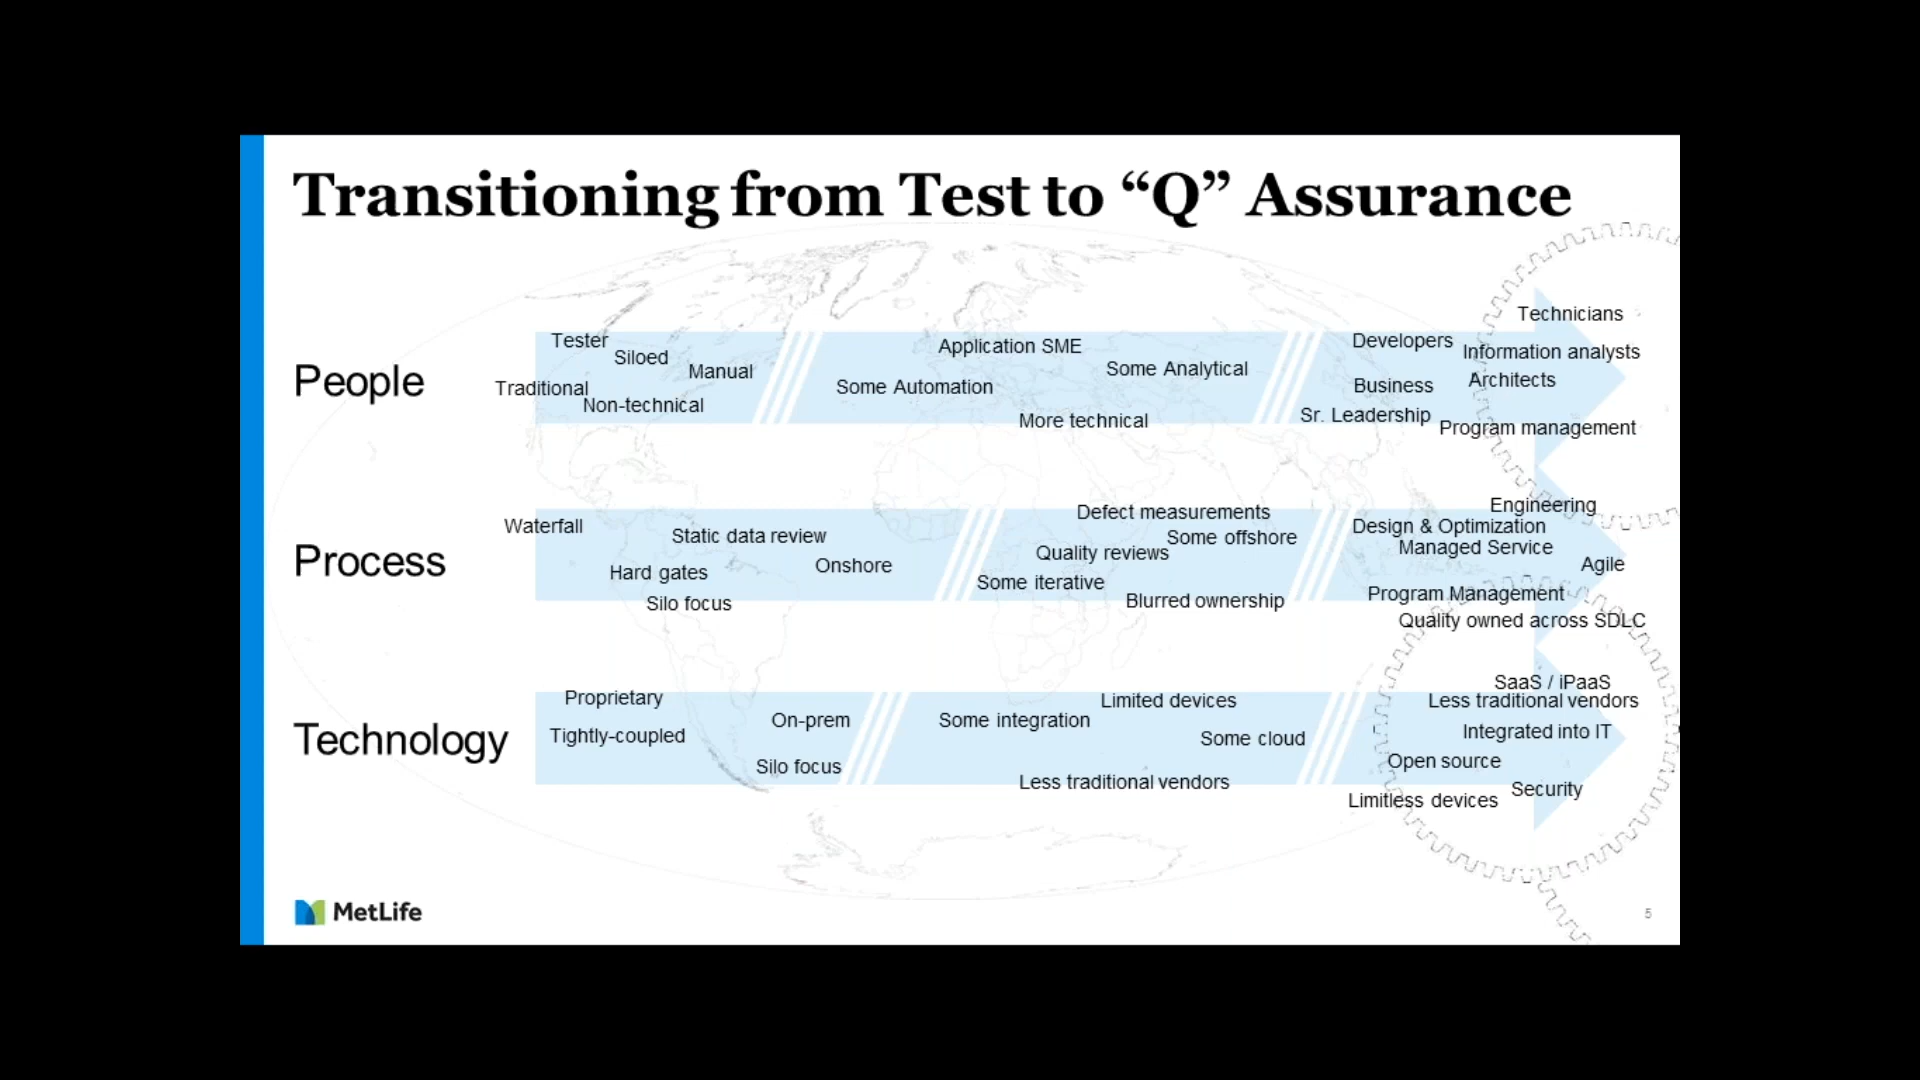 Transitioning from Test to “Q” Assurance
People
Tester
Siloed
Manual
Traditional
Non-technical
Application SME
Some Analytical
Some Automation
More technical
Technicians
Developers
Information analysts
Architects
Business
Sr. Leadership
Program management
Process
Waterfall
Static data review
Onshore
Hard gates
Silo focus
Defect measurements
Some offshore
Quality reviews
Some iterative
Blurred ownership
Engineering
Design & Optimization
Managed Service
Agile
Program Management
Quality owned across SDLC
Technology
Proprietary
On-prem
Tightly-coupled
Silo focus
Limited devices
Some integration
Some cloud
Less traditional vendors
SaaS / iPaaS
Less traditional vendors
Integrated into IT
Open source
Security
Limitless devices
MetLife
5